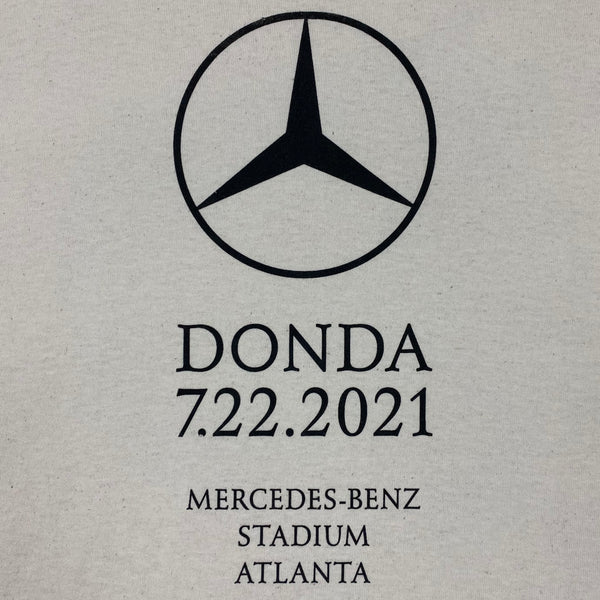 DONDA
7.22.2021
MERCEDES-BENZ
STADIUM
ATLANTA